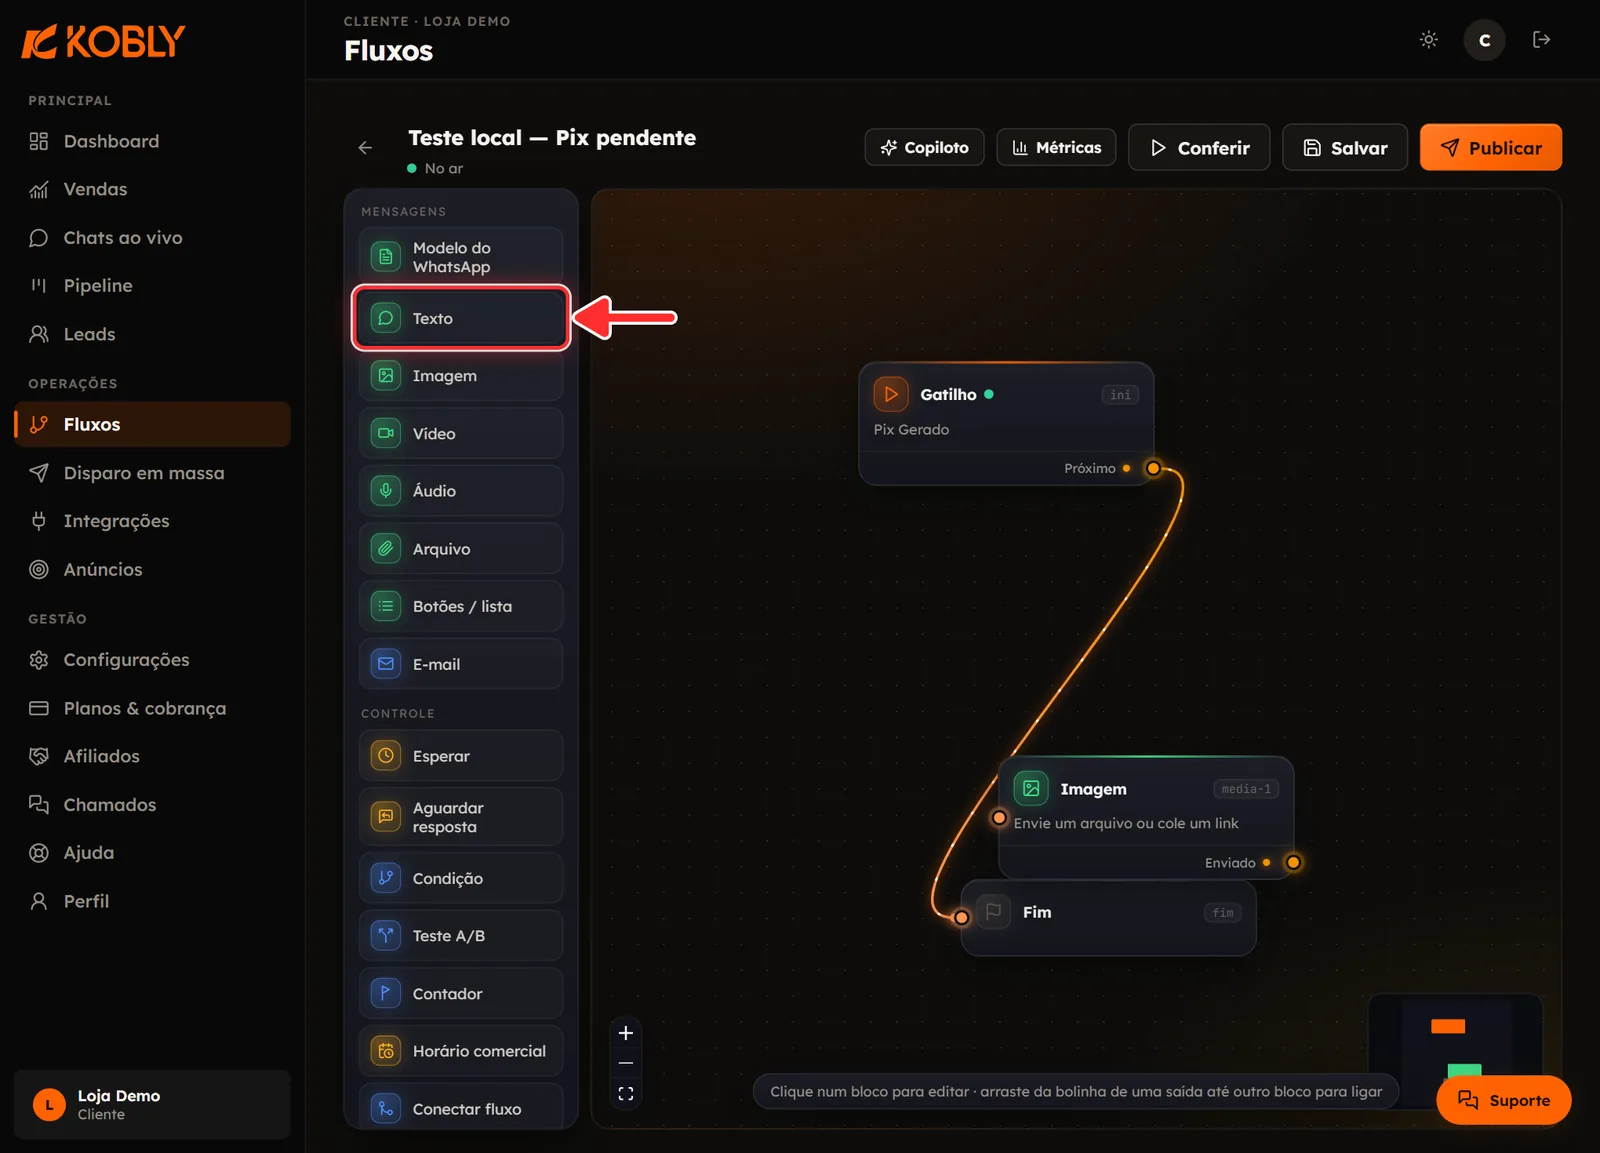 KOBLY
PRINCIPAL
Dashboard
Vendas
Chats ao vivo
Pipeline
Leads
OPERAÇÕES
Fluxos
Disparo em massa
Integrações
Anúncios
GESTÃO
Configurações
Planos & cobrança
Afiliados
Chamados
Ajuda
Perfil
L
Loja Demo
Cliente
CLIENTE · LOJA DEMO
Fluxos
C
Teste local — Pix pendente
No ar
Copiloto
Métricas
Conferir
Salvar
Publicar
MENSAGENS
Modelo do
WhatsApp
Texto
Imagem
Vídeo
Áudio
Arquivo
Botões / lista
E-mail
CONTROLE
Esperar
Aguardar
resposta
Condição
Teste A/B
Contador
Horário comercial
Conectar fluxo
Gatilho
ini
Pix Gerado
Próximo
Imagem
media-1
Envie um arquivo ou cole um link
Enviado
Fim
fim
Clique num bloco para editar · arraste da bolinha de uma saída até outro bloco para ligar
Suporte